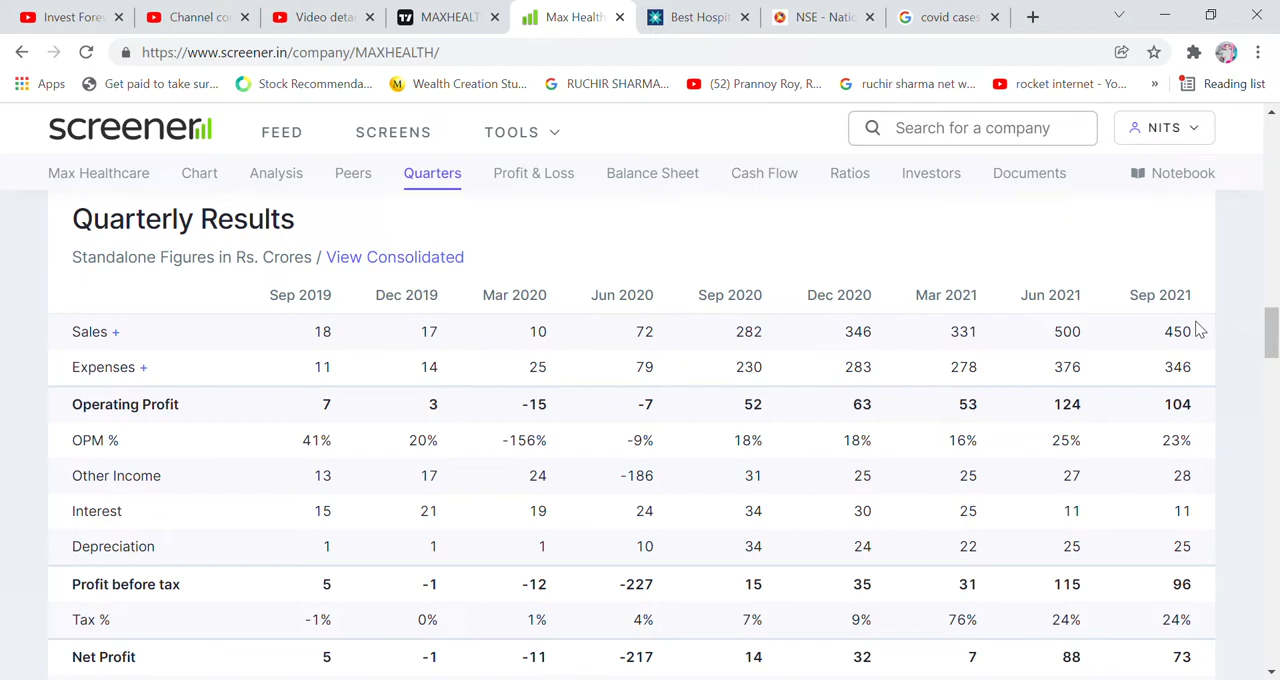 Invest Fore
Channel co
Video detai
MAXHEALT
Max Health
Best Hospit
NSE - Natio
covid cases
https://www.screener.in/company/MAXHEALTH/
Apps
Get paid to take sur...
Stock Recommenda...
Wealth Creation Stu...
RUCHIR SHARMA...
(52) Prannoy Roy, R...
ruchir sharma net w...
rocket internet - Yo...
»
Reading list
screener
FEED
SCREENS
TOOLS
Search for a company
NITS
Max Healthcare
Chart
Analysis
Peers
Quarters
Profit & Loss
Balance Sheet
Cash Flow
Ratios
Investors
Documents
Notebook
Quarterly Results
Standalone Figures in Rs. Crores / View Consolidated
Sep 2019 Dec 2019 Mar 2020 Jun 2020 Sep 2020 Dec 2020 Mar 2021 Jun 2021 Sep 2021
Sales + 18 17 10 72 282 346 331 500 450
Expenses + 11 14 25 79 230 283 278 376 346
Operating Profit 7 3 -15 -7 52 63 53 124 104
OPM % 41% 20% -156% -9% 18% 18% 16% 25% 23%
Other Income 13 17 24 -186 31 25 25 27 28
Interest 15 21 19 24 34 30 25 11 11
Depreciation 1 1 1 10 34 24 22 25 25
Profit before tax 5 -1 -12 -227 15 35 31 115 96
Tax % -1% 0% 1% 4% 7% 9% 76% 24% 24%
Net Profit 5 -1 -11 -217 14 32 7 88 73